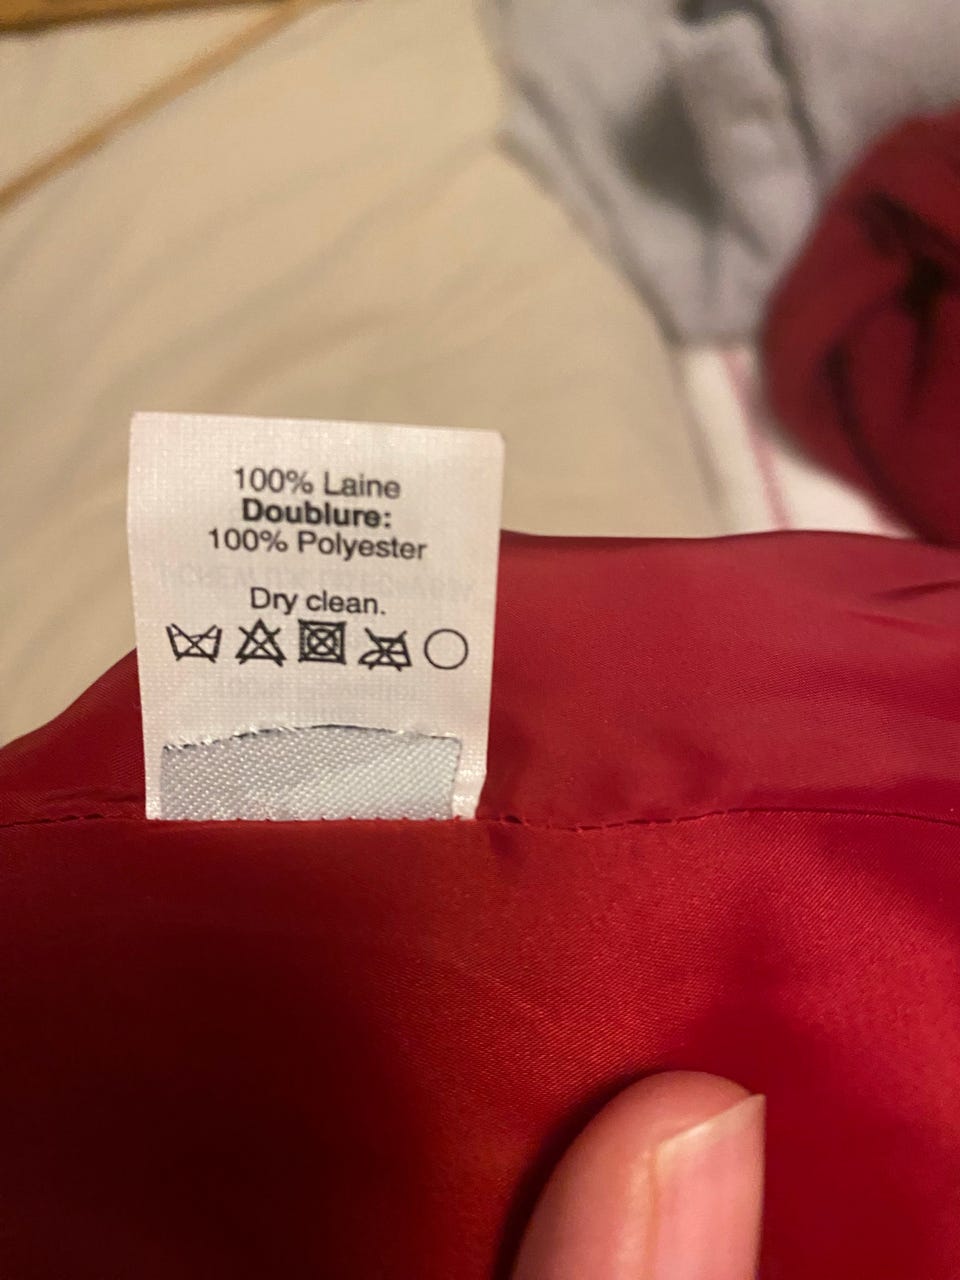 100% Laine
Doublure:
100% Polyester
Dry clean.